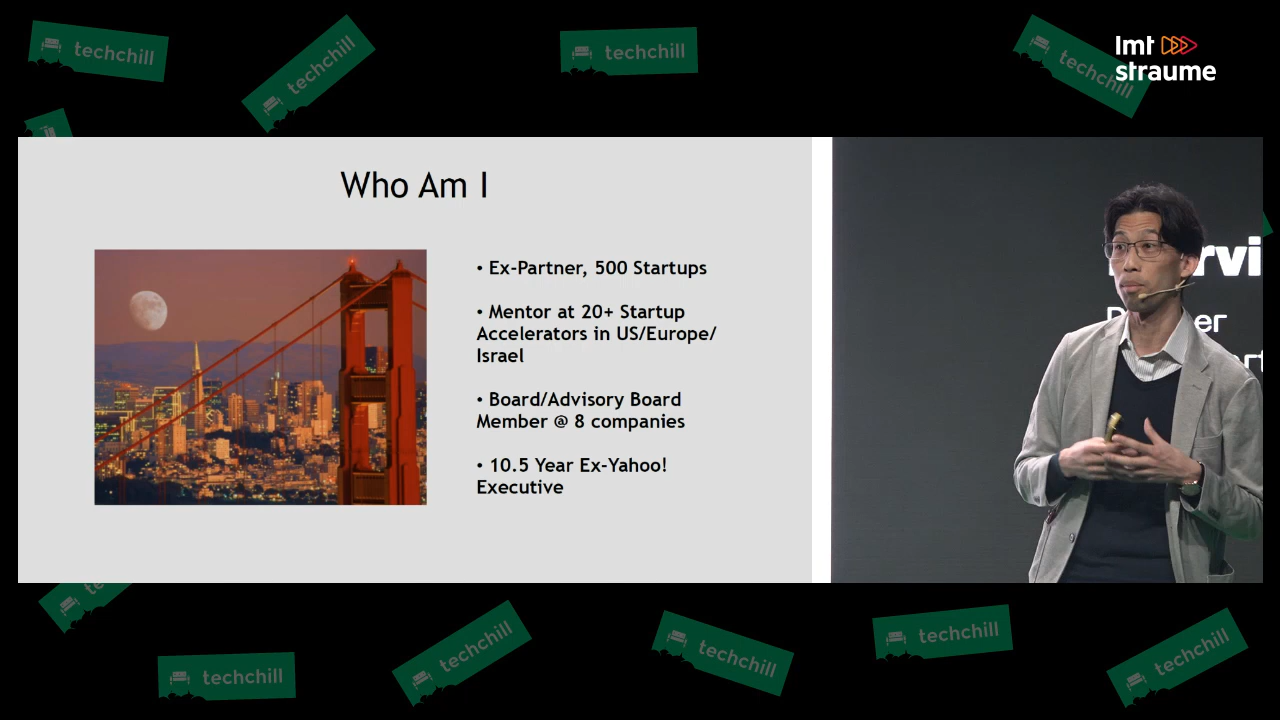 techchill
techchill
techchill
techchill
lmt
straume
Who Am I
• Ex-Partner, 500 Startups
• Mentor at 20+ Startup
Accelerators in US/Europe/
Israel
• Board/Advisory Board
Member @ 8 companies
• 10.5 Year Ex-Yahoo!
Executive
techchill
techchill
techchill
techchill
techchill